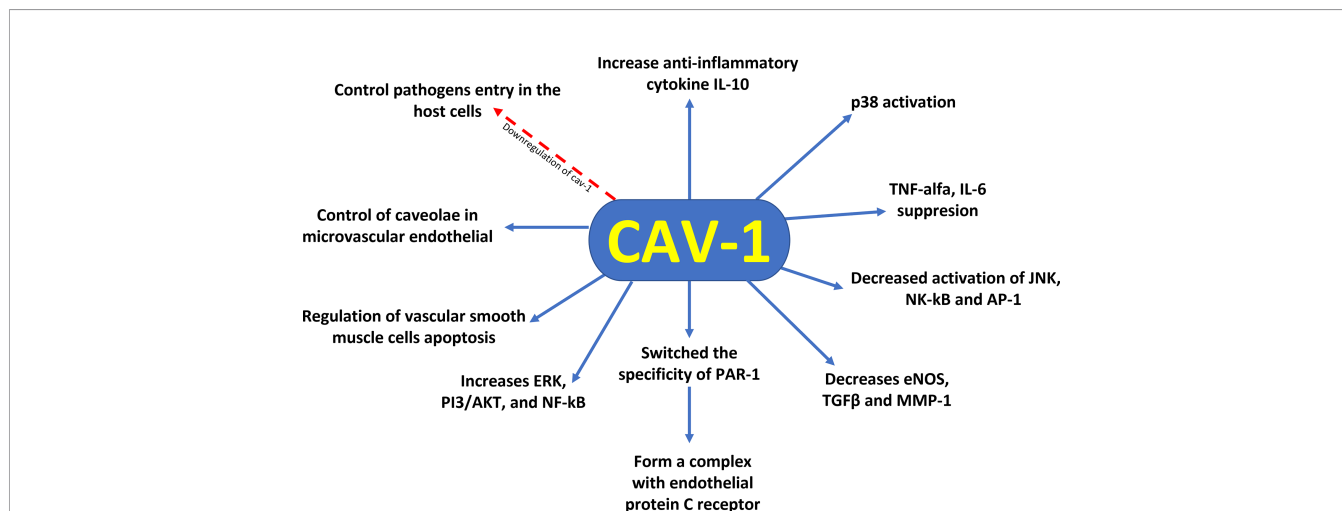 Increase anti-inflammatory
cytokine IL-10
Control pathogens entry in the
host cells
p38 activation
Downregulation of cav-1
TNF-alfa, IL-6
suppresion
Control of caveolae in
microvascular endothelial
CAV-1
Decreased activation of JNK,
NK-kB and AP-1
Regulation of vascular smooth
muscle cells apoptosis
Switched the
specificity of PAR-1
Increases ERK,
PI3/AKT, and NF-kB
Decreases eNOS,
TGFβ and MMP-1
Form a complex
with endothelial
protein C receptor